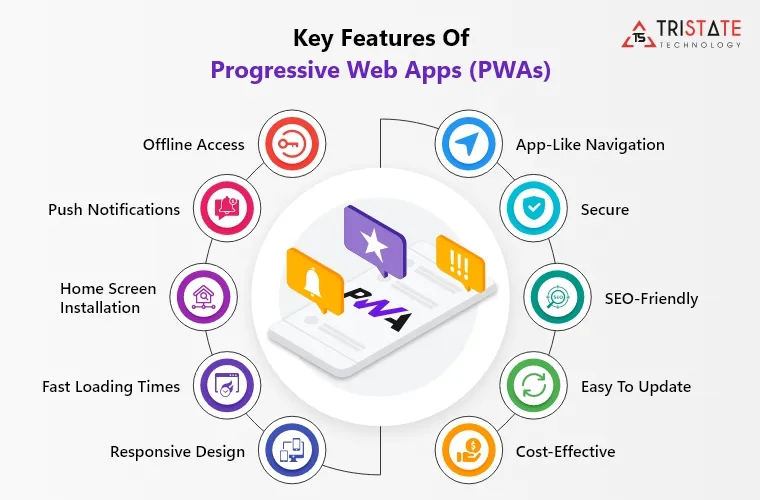 Key Features Of
Progressive Web Apps (PWAs)
TS
TRISTATE
TECHNOLOGY
Offline Access
Push Notifications
Home Screen
Installation
Fast Loading Times
Responsive Design
App-Like Navigation
Secure
SEO-Friendly
SEO
Easy To Update
Cost-Effective
PWA
!!!
$